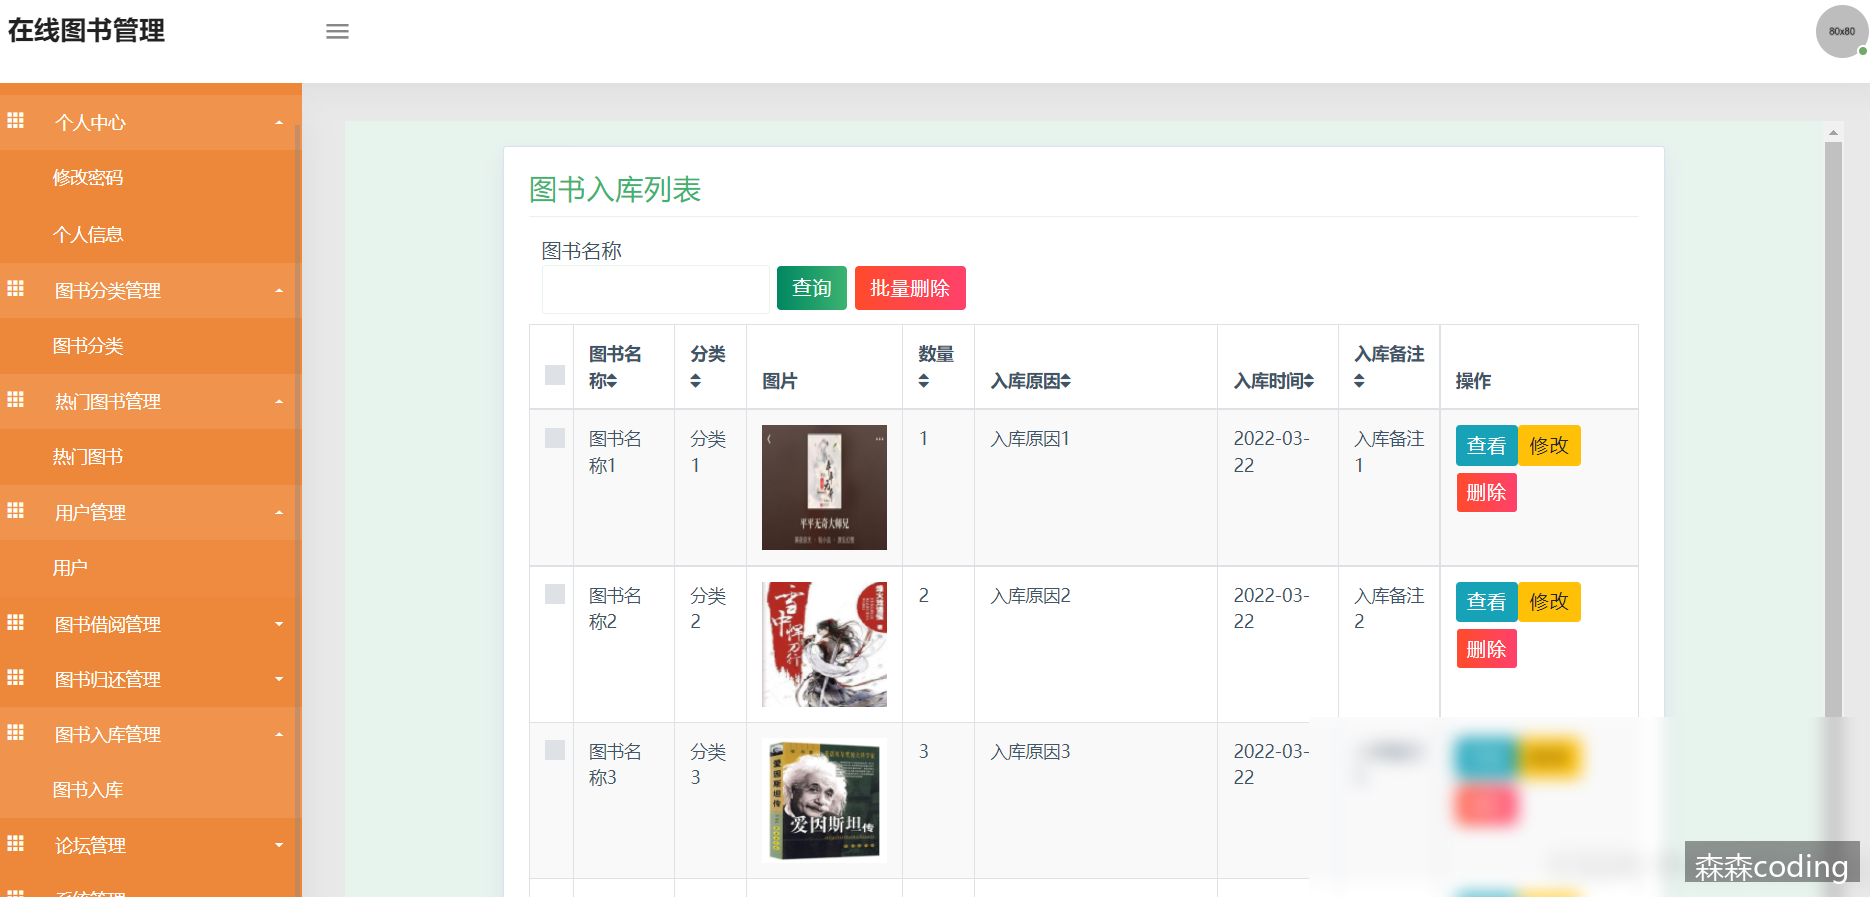 在线图书管理
80x80
个人中心
修改密码
个人信息
图书分类管理
图书分类
热门图书管理
热门图书
用户管理
用户
图书借阅管理
图书归还管理
图书入库管理
图书入库
论坛管理
系统管理
图书入库列表
图书名称
查询 批量删除
图书名称 分类 图片 数量 入库原因 入库时间 入库备注 操作
图书名称1 分类1 1 入库原因1 2022-03-22 入库备注1 查看 修改 删除
平平无奇大师兄
图书名称2 分类2 2 入库原因2 2022-03-22 入库备注2 查看 修改 删除
雪中悍刀行
图书名称3 分类3 3 入库原因3 2022-03-22
爱因斯坦传
爱因斯坦传
森森coding